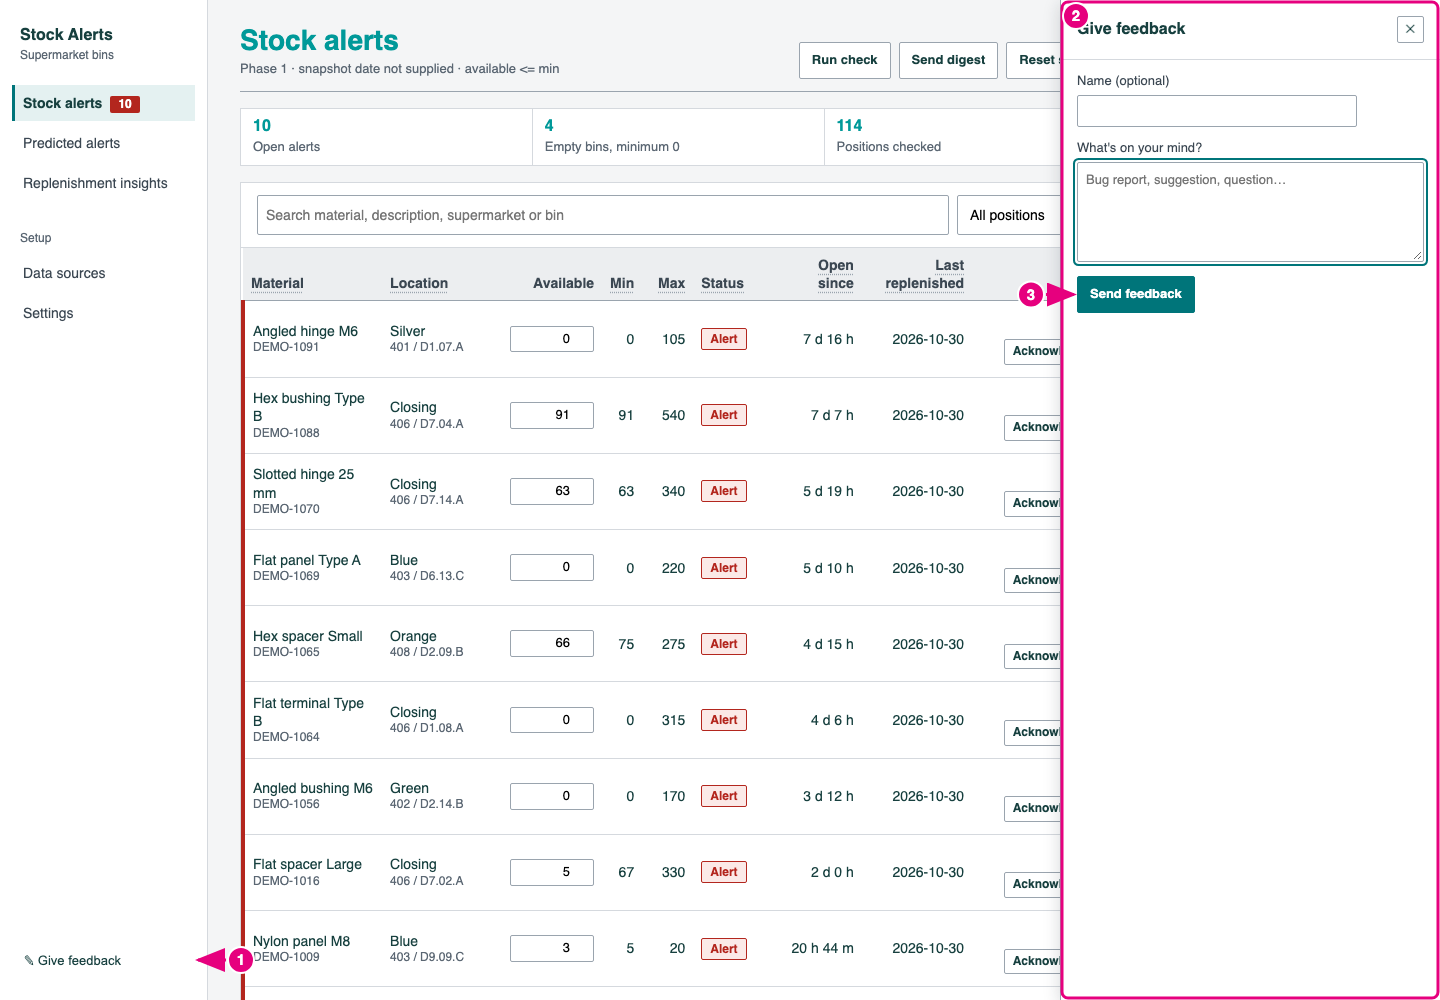 Stock Alerts
Supermarket bins
Stock alerts 10
Predicted alerts
Replenishment insights
Setup
Data sources
Settings
✎ Give feedback
1
Stock alerts
Phase 1 · snapshot date not supplied · available <= min
Run check
Send digest
Reset
10
Open alerts
4
Empty bins, minimum 0
114
Positions checked
Search material, description, supermarket or bin
All positions
Material Location Available Min Max Status Open since Last replenished
Angled hinge M6
DEMO-1091
Silver
401 / D1.07.A
0 0 105 Alert 7 d 16 h 2026-10-30 Acknowl
Hex bushing Type B
DEMO-1088
Closing
406 / D7.04.A
91 91 540 Alert 7 d 7 h 2026-10-30 Acknowl
Slotted hinge 25 mm
DEMO-1070
Closing
406 / D7.14.A
63 63 340 Alert 5 d 19 h 2026-10-30 Acknowl
Flat panel Type A
DEMO-1069
Blue
403 / D6.13.C
0 0 220 Alert 5 d 10 h 2026-10-30 Acknowl
Hex spacer Small
DEMO-1065
Orange
408 / D2.09.B
66 75 275 Alert 4 d 15 h 2026-10-30 Acknowl
Flat terminal Type B
DEMO-1064
Closing
406 / D1.08.A
0 0 315 Alert 4 d 6 h 2026-10-30 Acknowl
Angled bushing M6
DEMO-1056
Green
402 / D2.14.B
0 0 170 Alert 3 d 12 h 2026-10-30 Acknowl
Flat spacer Large
DEMO-1016
Closing
406 / D7.02.A
5 67 330 Alert 2 d 0 h 2026-10-30 Acknowl
Nylon panel M8
DEMO-1009
Blue
403 / D9.09.C
3 5 20 Alert 20 h 44 m 2026-10-30 Acknowl
2
Give feedback
×
Name (optional)
What's on your mind?
Bug report, suggestion, question…
3
Send feedback